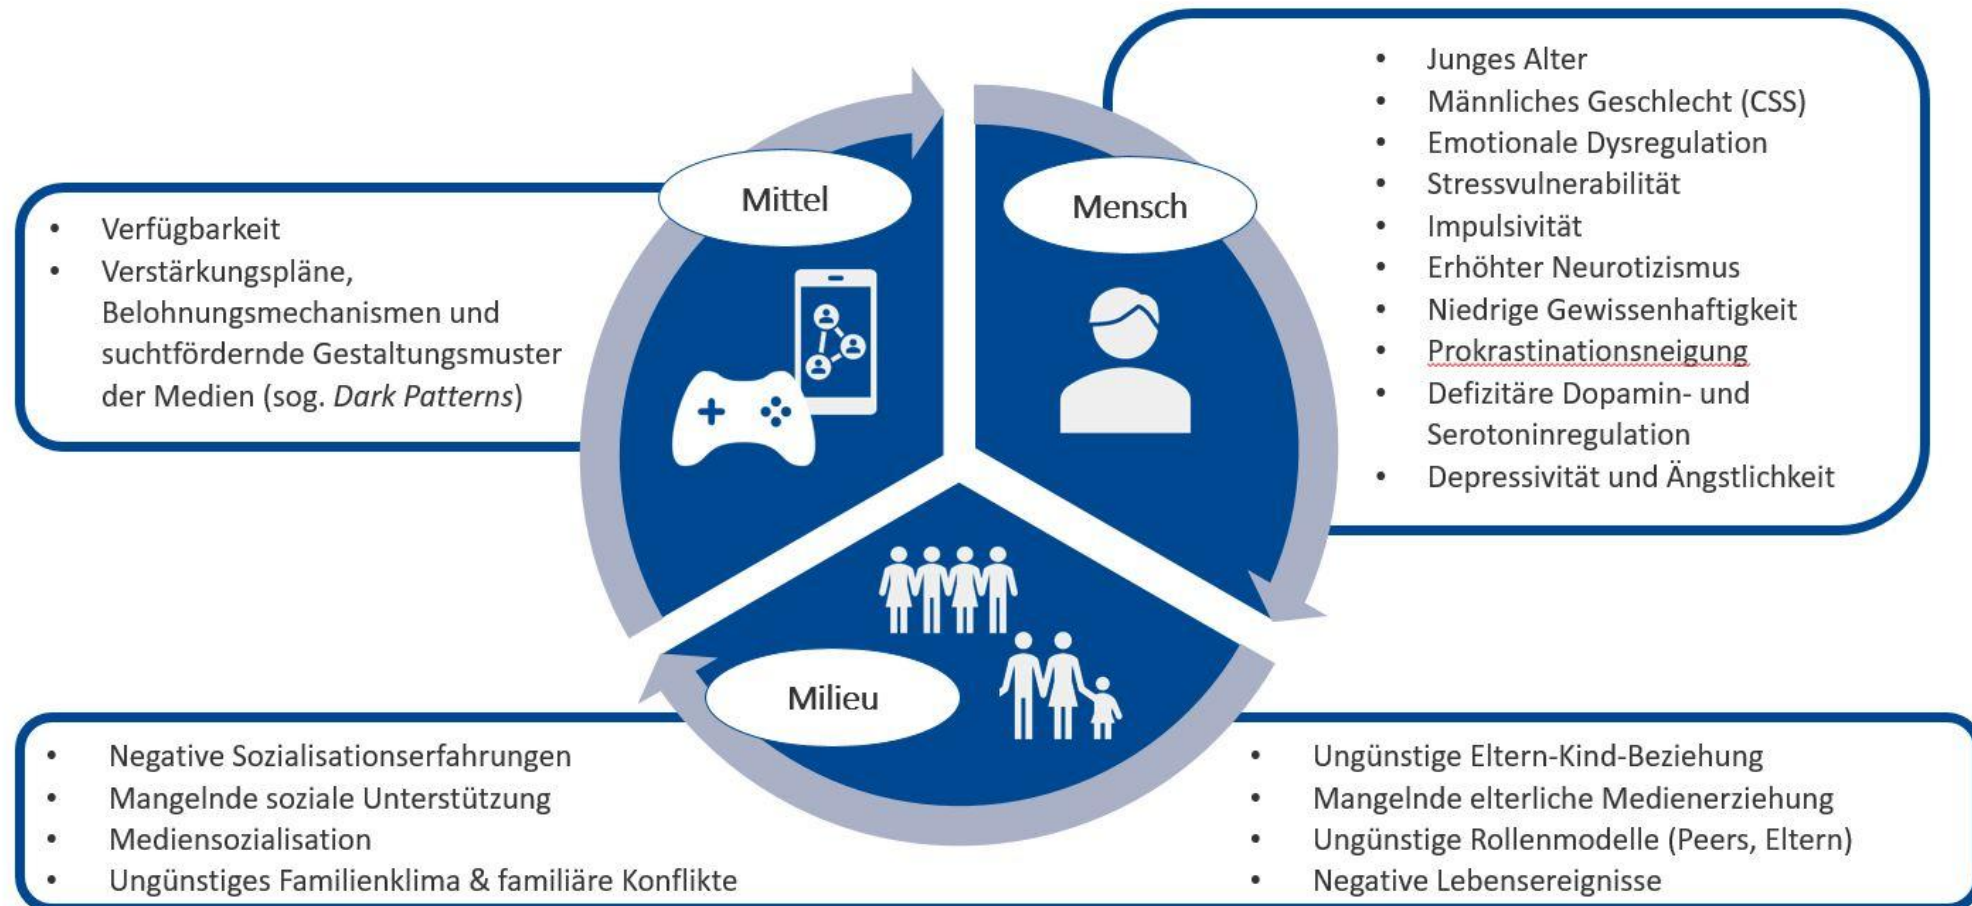 Mittel
• Verfügbarkeit
• Verstärkungspläne,
Belohnungsmechanismen und
suchtfördernde Gestaltungsmuster
der Medien (sog. Dark Patterns)
Mensch
• Junges Alter
• Männliches Geschlecht (CSS)
• Emotionale Dysregulation
• Stressvulnerabilität
• Impulsivität
• Erhöhter Neurotizismus
• Niedrige Gewissenhaftigkeit
• Prokrastinationsneigung
• Defizitäre Dopamin- und
Serotoninregulation
• Depressivität und Ängstlichkeit
Milieu
• Negative Sozialisationserfahrungen
• Mangelnde soziale Unterstützung
• Mediensozialisation
• Ungünstiges Familienklima & familiäre Konflikte
• Ungünstige Eltern-Kind-Beziehung
• Mangelnde elterliche Medienerziehung
• Ungünstige Rollenmodelle (Peers, Eltern)
• Negative Lebensereignisse